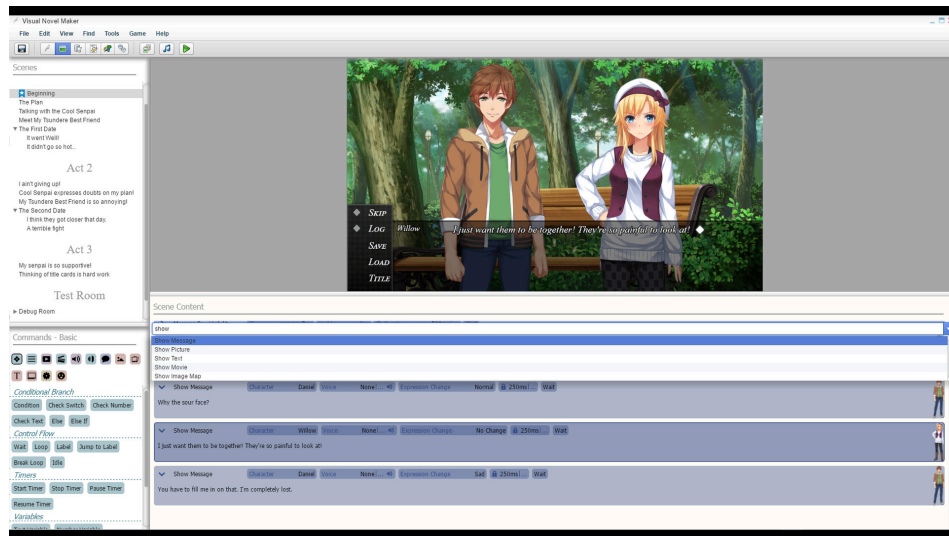 Visual Novel Maker
File Edit View Find Tools Game Help
Scenes
Beginning
The Plan
Talking with the Cool Senpai
Meet My Tsundere Best Friend
The First Date
It went Well!
It didn't go so hot...
Act 2
I ain't giving up!
Cool Senpai expresses doubts on my plan!
My Tsundere Best Friend is so annoying!
The Second Date
I think they got closer that day.
A terrible fight
Act 3
My senpai is so supportive!
Thinking of title cards is hard work
Test Room
Debug Room
Commands - Basic
Conditional Branch
Condition Check Switch Check Number
Check Text Else Else If
Control Flow
Wait Loop Label Jump to Label
Break Loop Idle
Timers
Start Timer Stop Timer Pause Timer
Resume Timer
Variables
SKIP
LOG
SAVE
LOAD
TITLE
Willow I just want them to be together! They're so painful to look at!
Scene Content
show
Show Message
Show Picture
Show Text
Show Movie
Show Image Map
Show Message Character Daniel Voice None! ... Expression Change Normal 250ms! ... Wait
Why the sour face?
Show Message Character Willow Voice None! ... Expression Change No Change 250ms! ... Wait
I just want them to be together! They're so painful to look at!
Show Message Character Daniel Voice None! ... Expression Change Sad 250ms! ... Wait
You have to fill me in on that. I'm completely lost.